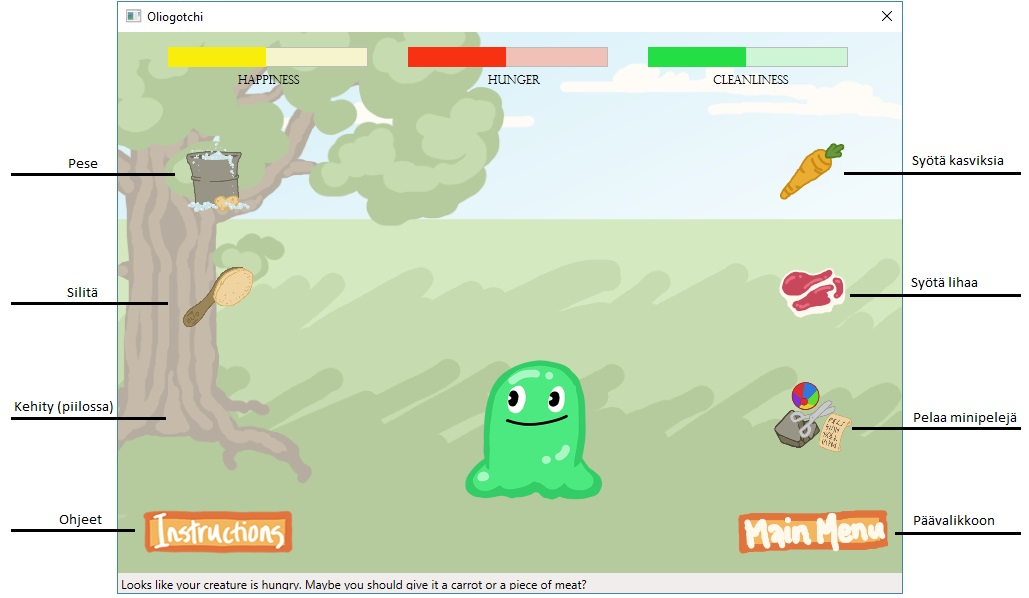 Oliogotchi
HAPPINESS
HUNGER
CLEANLINESS
Pese
Syötä kasviksia
Silitä
Syötä lihaa
Kehity (piilossa)
Pelaa minipelejä
Ohjeet
Instructions
Main Menu
Päävalikkoon
Looks like your creature is hungry. Maybe you should give it a carrot or a piece of meat?